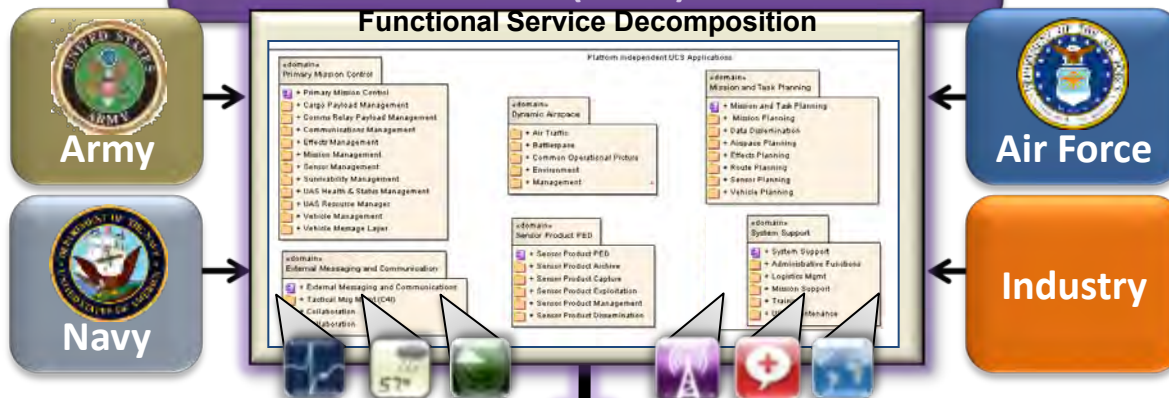 Functional Service Decomposition
Platform Independent UCS Applications
«domain»
Primary Mission Control
+ Primary Mission Control
+ Cargo Payload Management
+ Comms Relay Payload Management
+ Communications Management
+ Effects Management
+ Mission Management
+ Sensor Management
+ Survivability Management
+ UAS Health & Status Management
+ UAS Resource Manager
+ Vehicle Management
+ Vehicle Message Layer
«domain»
External Messaging and Communication
+ External Messaging and Communications
+ Tactical Msg (C4I)
+ Collaboration
«domain»
Dynamic Airspace
+ Air Traffic
+ Battlespace
+ Common Operational Picture
+ Environment
+ Management
«domain»
Sensor Product PED
+ Sensor Product PED
+ Sensor Product Archive
+ Sensor Product Capture
+ Sensor Product Exploitation
+ Sensor Product Management
+ Sensor Product Dissemination
«domain»
Mission and Task Planning
+ Mission and Task Planning
+ Mission Planning
+ Data Dissemination
+ Airspace Planning
+ Effects Planning
+ Route Planning
+ Sensor Planning
+ Vehicle Planning
«domain»
System Support
+ System Support
+ Administrative Functions
+ Logistics Mgmt
+ Mission Support
UNITED STATES
ARMY
Army
Navy
Air Force
Industry
57°